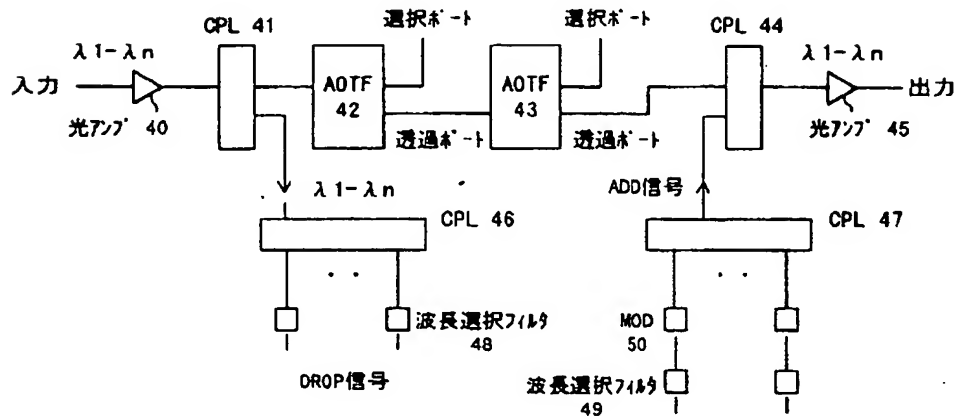 選択ポート
選択ポート
CPL 41
CPL 44
λ1-λn
λ1-λn
入力
AOTF
42
AOTF
43
出力
光アンプ 40
透過ポート
透過ポート
光アンプ 45
λ1-λn
ADD信号
CPL 46
CPL 47
. .
. .
波長選択フィルタ
48
MOD
50
DROP信号
波長選択フィルタ
49